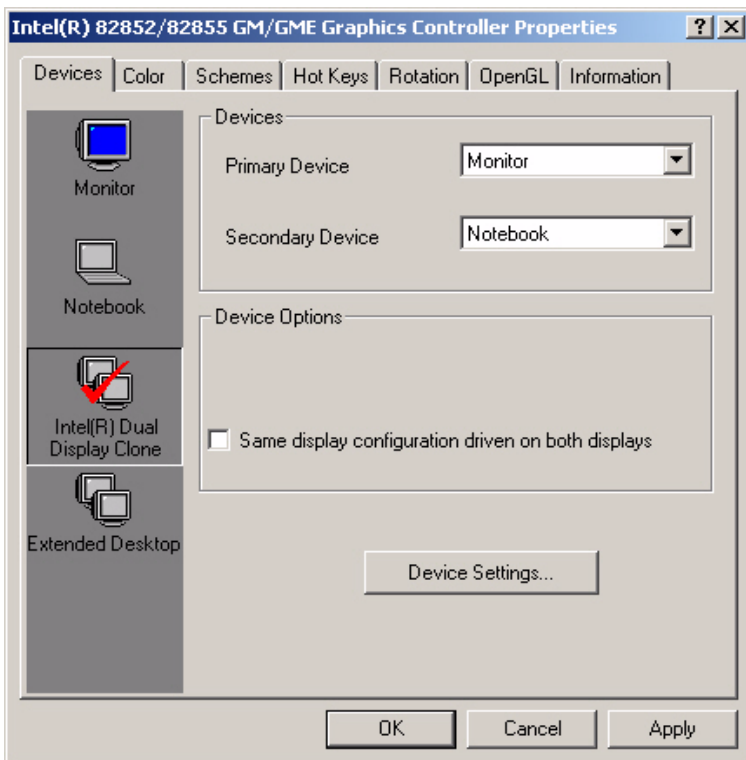 Intel(R) 82852/82855 GM/GME Graphics Controller Properties
Devices Color Schemes Hot Keys Rotation OpenGL Information
Monitor
Notebook
Intel(R) Dual
Display Clone
Extended Desktop
Devices
Primary Device Monitor
Secondary Device Notebook
Device Options
Same display configuration driven on both displays
Device Settings...
OK Cancel Apply